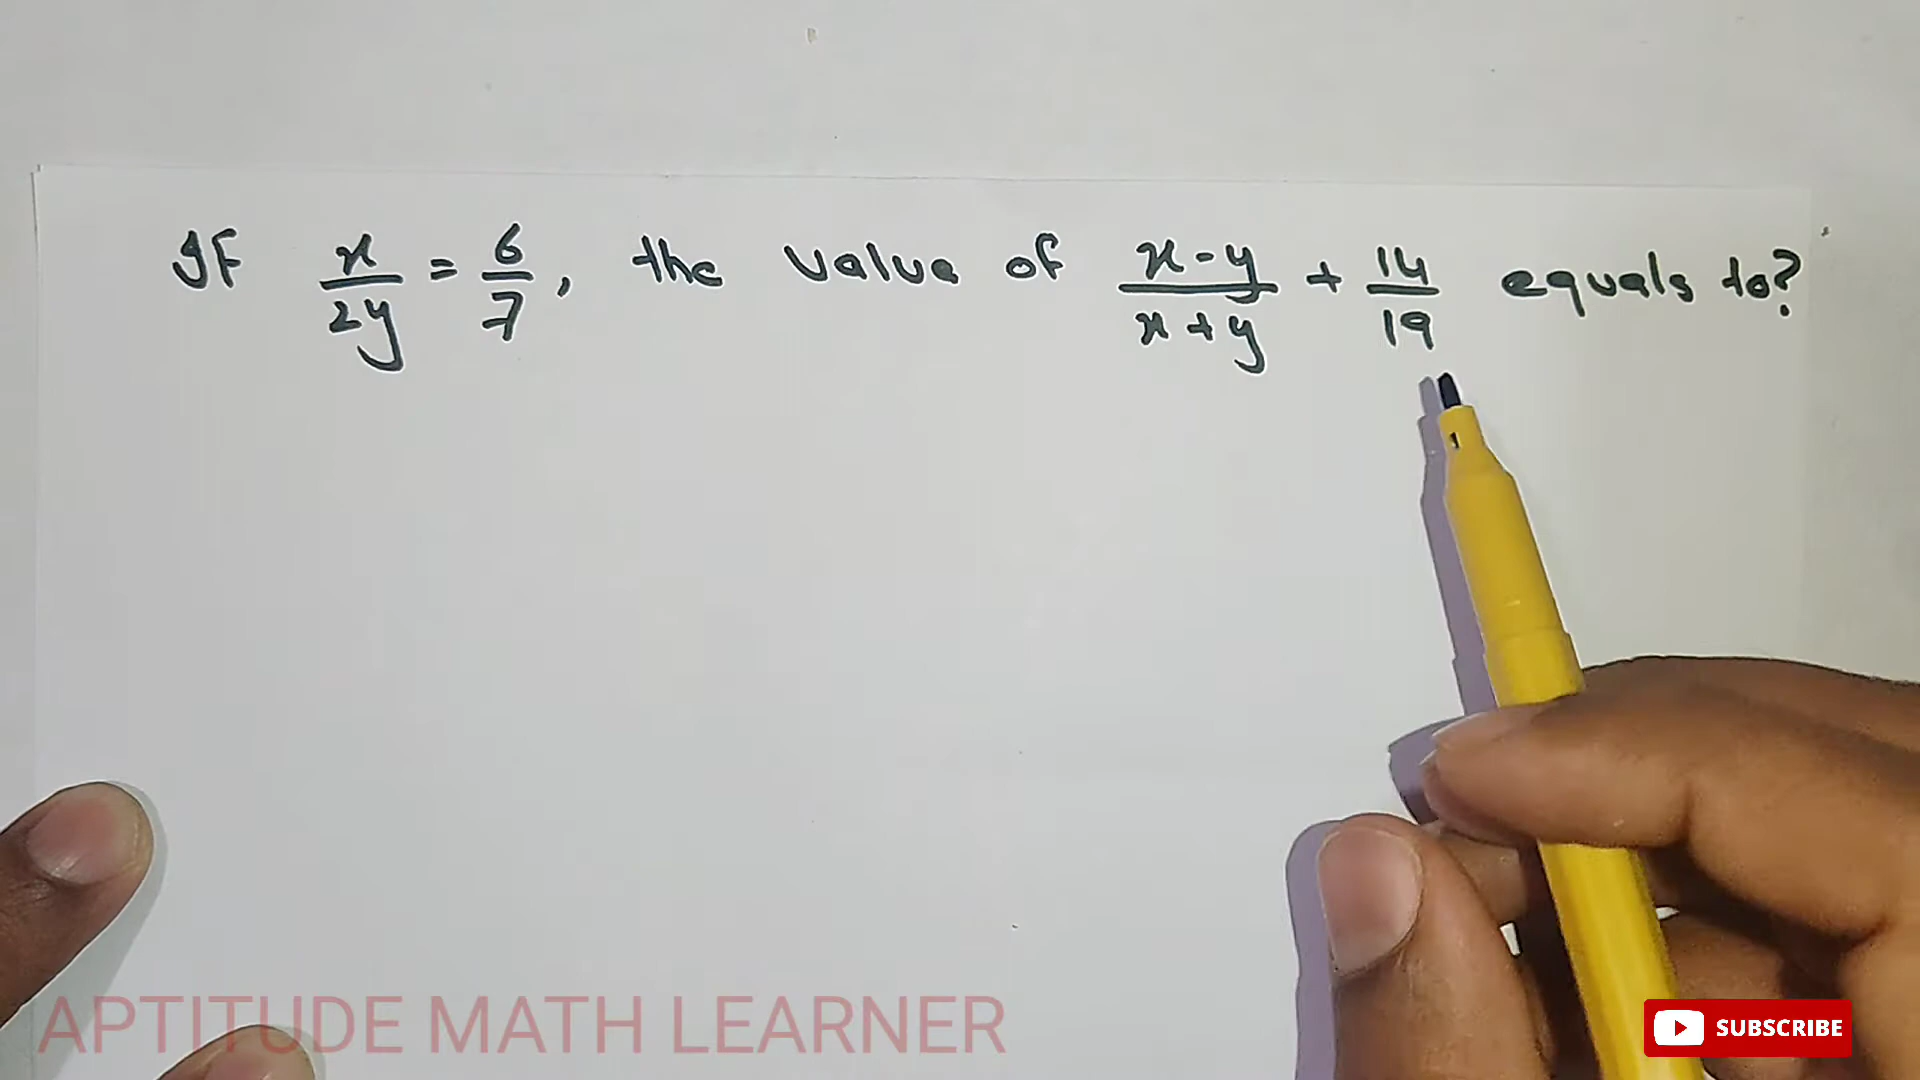 If x/2y = 6/7, the value of x-y/x+y + 14/19 equals to?
APTITUDE MATH LEARNER
SUBSCRIBE